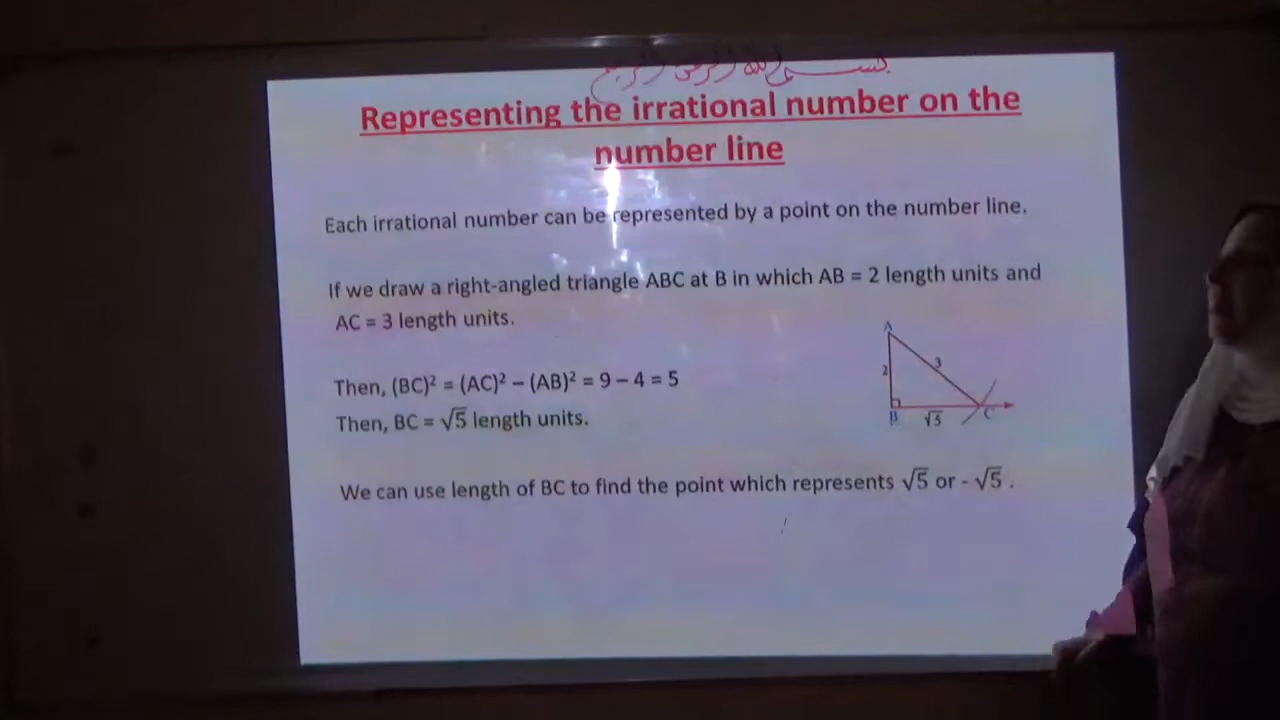 بسم الله الرحمن الرحيم
Representing the irrational number on the
number line
Each irrational number can be represented by a point on the number line.
If we draw a right-angled triangle ABC at B in which AB = 2 length units and
AC = 3 length units.
Then, (BC)² = (AC)² – (AB)² = 9 – 4 = 5
Then, BC = √5 length units.
A
2
3
B
√5
C
We can use length of BC to find the point which represents √5 or - √5 .